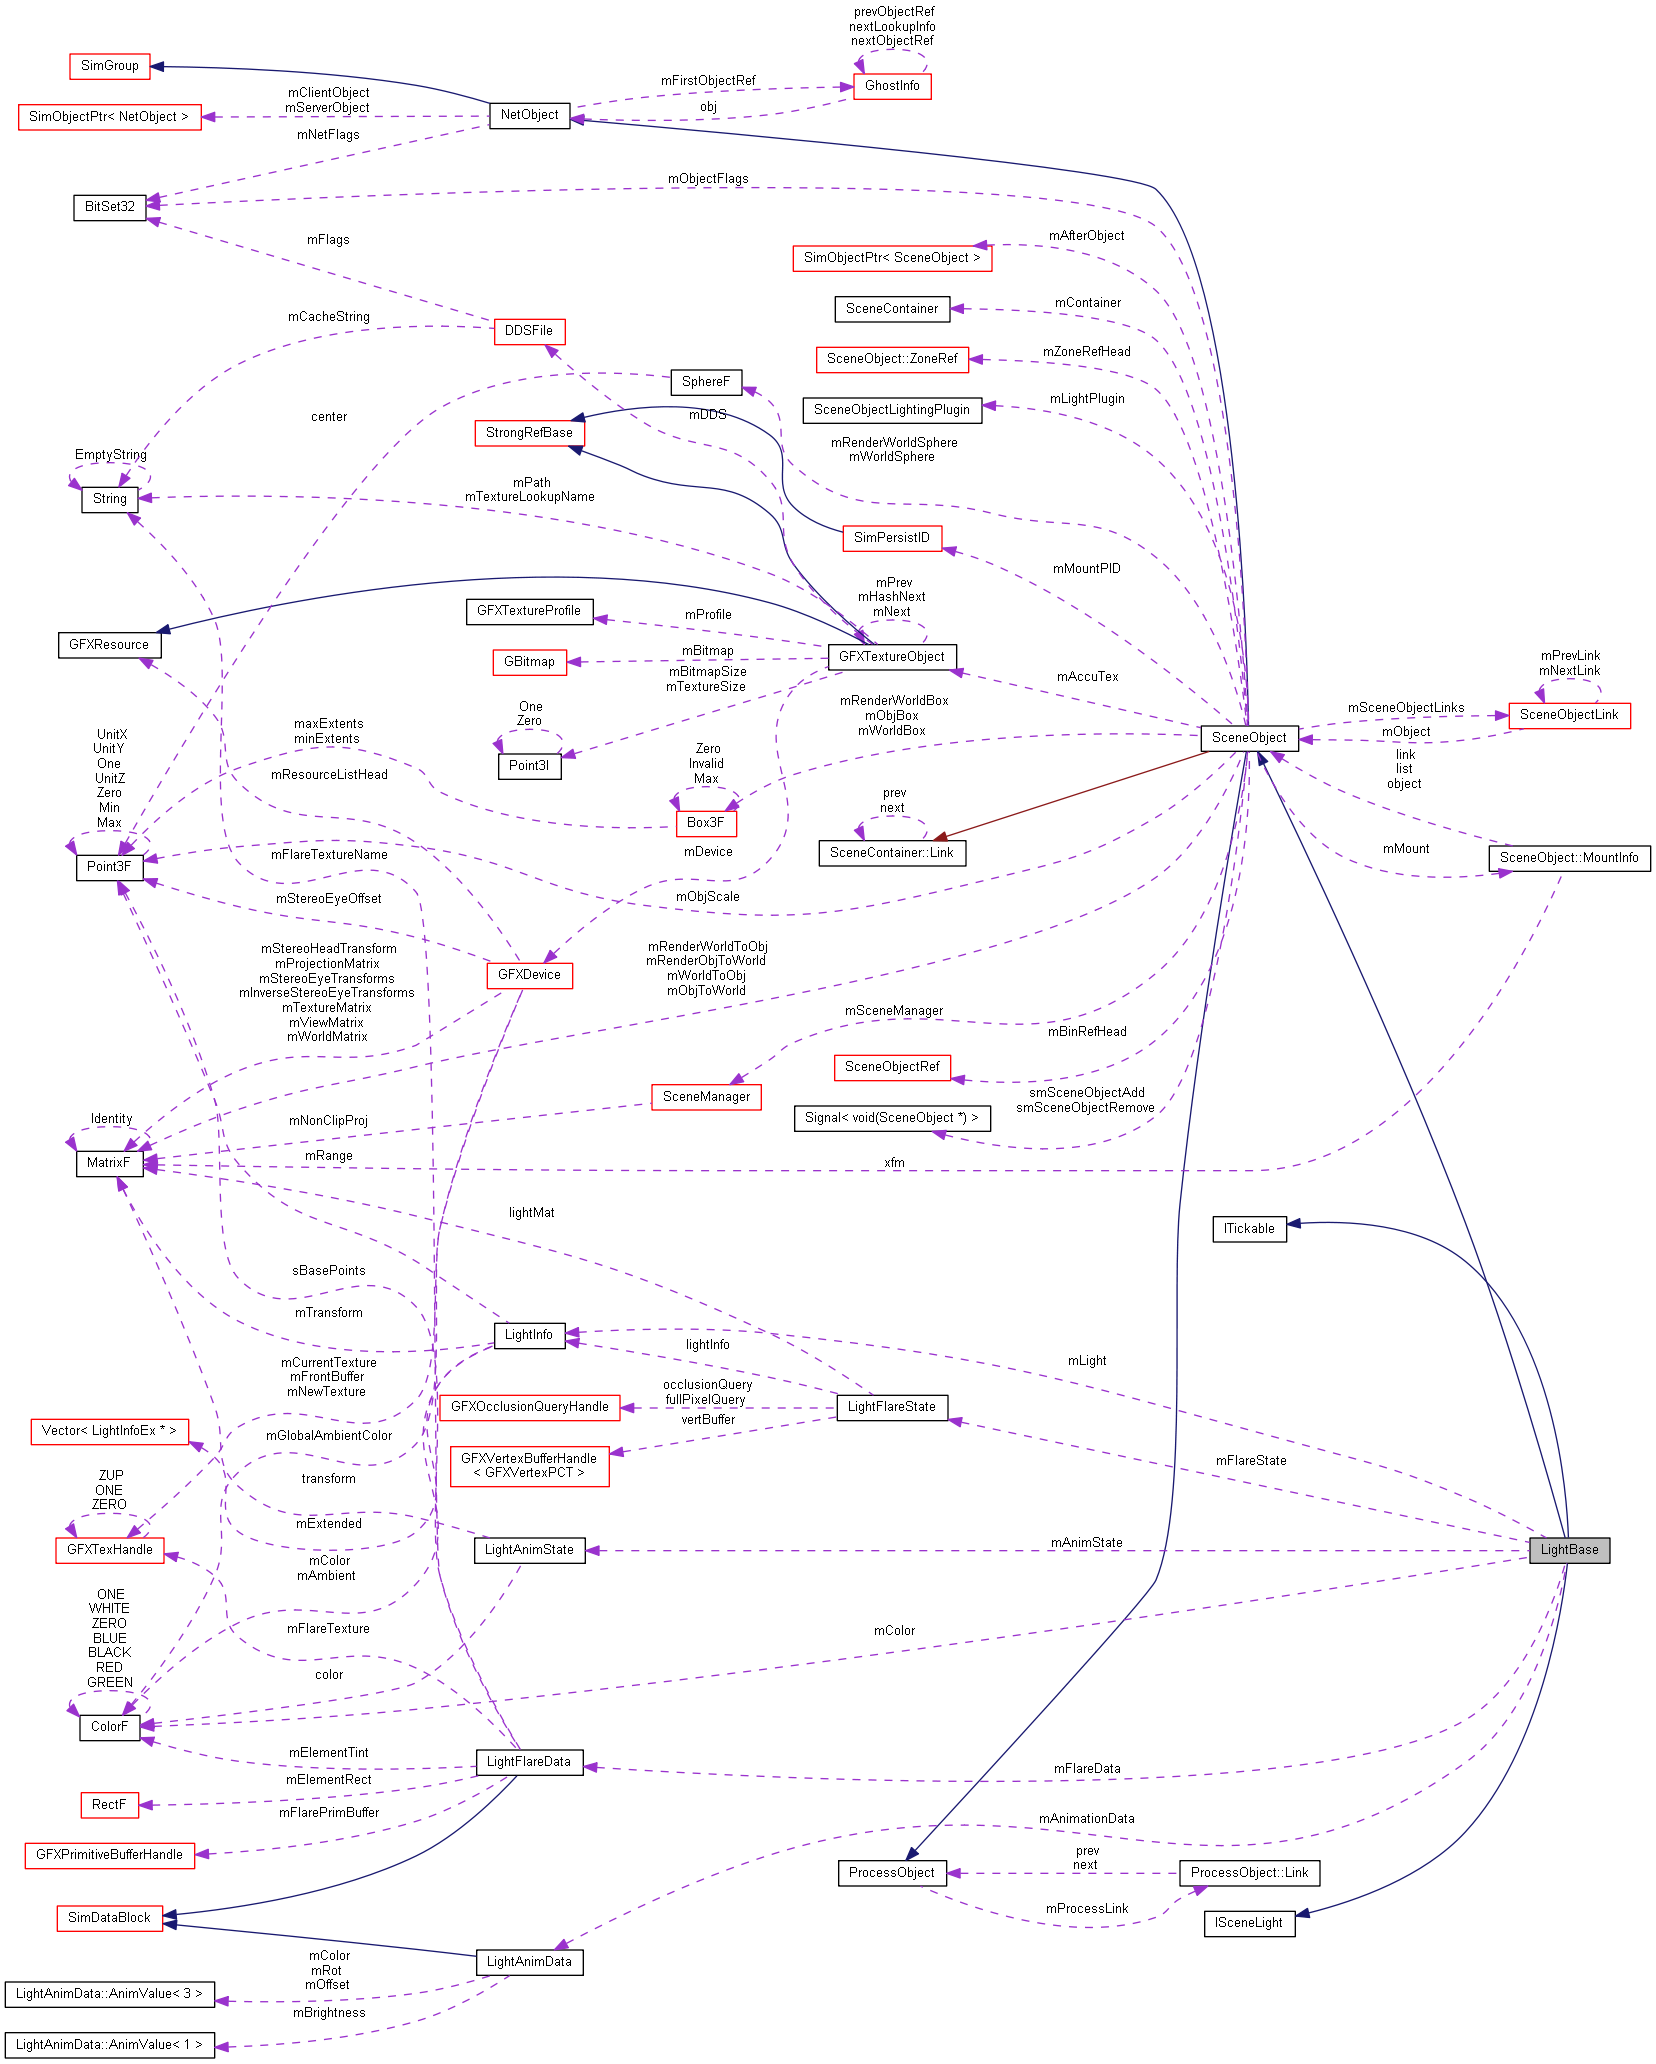 prevObjectRef
nextLookupInfo
nextObjectRef
SimGroup
mFirstObjectRef
GhostInfo
mClientObject
mServerObject
obj
SimObjectPtr< NetObject >
NetObject
mNetFlags
mObjectFlags
BitSet32
mFlags
mAfterObject
SimObjectPtr< SceneObject >
mContainer
SceneContainer
mCacheString
DDSFile
mZoneRefHead
SceneObject::ZoneRef
SphereF
mLightPlugin
SceneObjectLightingPlugin
center
mDDS
StrongRefBase
mRenderWorldSphere
mWorldSphere
EmptyString
String
mPath
mTextureLookupName
SimPersistID
mMountPID
mPrev
mHashNext
mNext
GFXTextureProfile
mProfile
GFXResource
GFXTextureObject
mBitmap
GBitmap
mBitmapSize
mTextureSize
mAccuTex
mPrevLink
mNextLink
mRenderWorldBox
mObjBox
mWorldBox
mSceneObjectLinks
SceneObjectLink
One
Zero
maxExtents
minExtents
SceneObject
mObject
UnitX
UnitY
One
UnitZ
Zero
Min
Max
Point3I
Zero
Invalid
Max
link
list
object
mResourceListHead
prev
next
Box3F
mDevice
SceneContainer::Link
mMount
SceneObject::MountInfo
mFlareTextureName
Point3F
mStereoEyeOffset
mObjScale
mStereoHeadTransform
mProjectionMatrix
mStereoEyeTransforms
mInverseStereoEyeTransforms
mTextureMatrix
mViewMatrix
mWorldMatrix
mRenderWorldToObj
mRenderObjToWorld
mWorldToObj
mObjToWorld
GFXDevice
mSceneManager
mBinRefHead
SceneObjectRef
SceneManager
smSceneObjectAdd
smSceneObjectRemove
Signal< void(SceneObject *) >
Identity
mNonClipProj
MatrixF
mRange
xfm
lightMat
ITickable
sBasePoints
mTransform
LightInfo
lightInfo
mLight
mCurrentTexture
mFrontBuffer
mNewTexture
occlusionQuery
fullPixelQuery
GFXOcclusionQueryHandle
LightFlareState
vertBuffer
Vector< LightInfoEx * >
mGlobalAmbientColor
GFXVertexBufferHandle
< GFXVertexPCT >
mFlareState
transform
ZUP
ONE
ZERO
mExtended
GFXTexHandle
LightAnimState
mAnimState
LightBase
mColor
mAmbient
ONE
WHITE
ZERO
BLUE
BLACK
RED
GREEN
mFlareTexture
mColor
color
ColorF
mElementTint
LightFlareData
mFlareData
mElementRect
RectF
mFlarePrimBuffer
mAnimationData
GFXPrimitiveBufferHandle
prev
next
ProcessObject
ProcessObject::Link
mProcessLink
SimDataBlock
ISceneLight
mColor
mRot
mOffset
LightAnimData
LightAnimData::AnimValue< 3 >
mBrightness
LightAnimData::AnimValue< 1 >